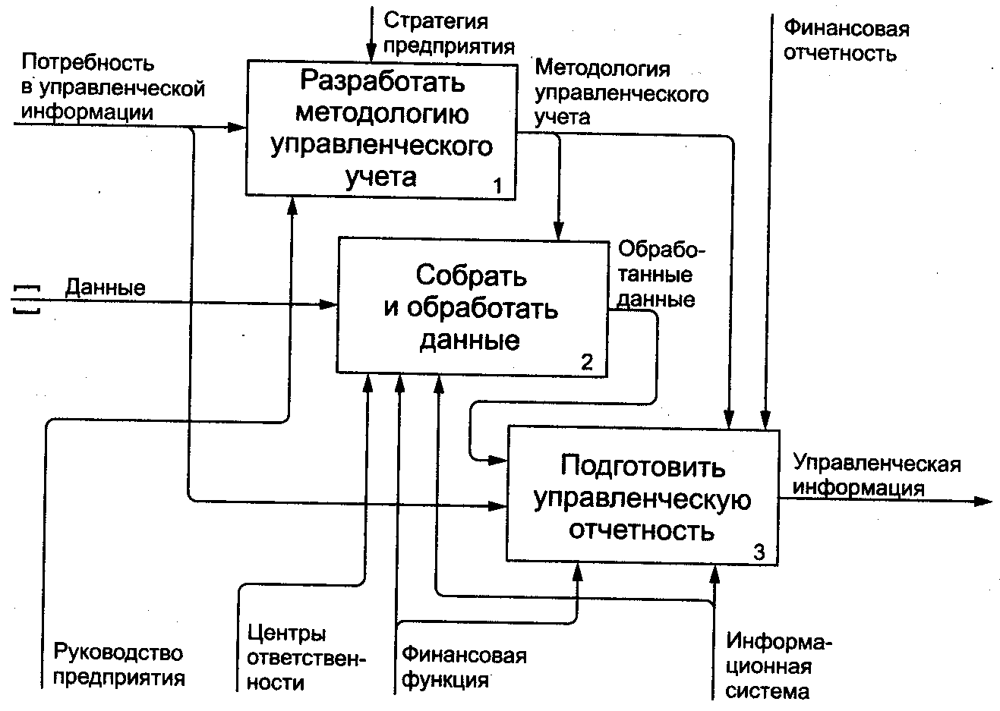 Стратегия
предприятия
Финансовая
отчетность
Потребность
в управленческой
информации
Разработать
методологию
управленческого
учета
1
Методология
управленческого
учета
Данные
Собрать
и обработать
данные
2
Обрабо-
танные
данные
Подготовить
управленческую
отчетность
3
Управленческая
информация
Руководство
предприятия
Центры
ответствен-
ности
Финансовая
функция
Информа-
ционная
система